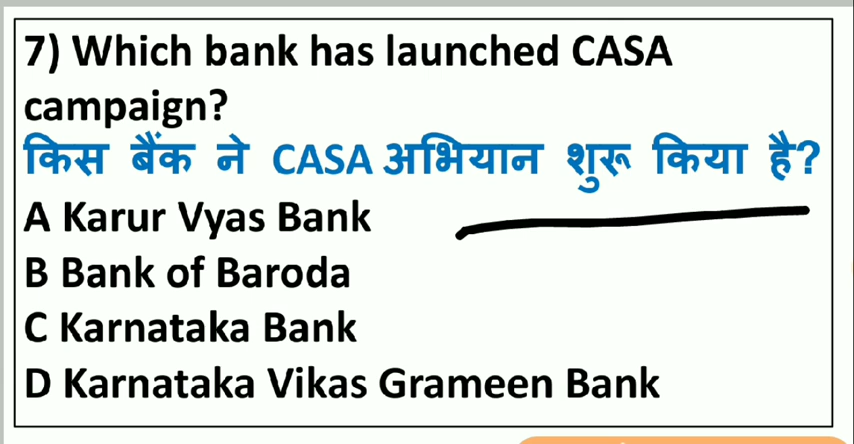 7) Which bank has launched CASA
campaign?
किस बैंक ने CASA अभियान शुरू किया है?
A Karur Vyas Bank
B Bank of Baroda
C Karnataka Bank
D Karnataka Vikas Grameen Bank